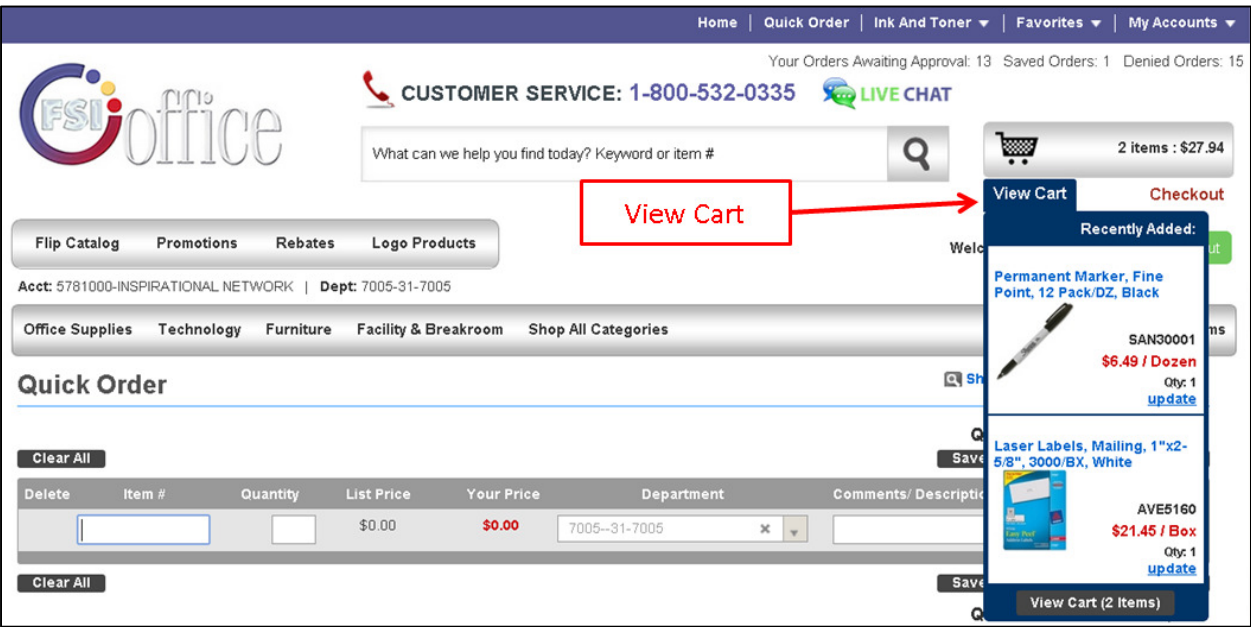 Home | Quick Order | Ink And Toner | Favorites | My Accounts
Your Orders Awaiting Approval: 13 Saved Orders: 1 Denied Orders: 15
FSI office
CUSTOMER SERVICE: 1-800-532-0335 LIVE CHAT
What can we help you find today? Keyword or item #
2 items : $27.94
View Cart
View Cart Checkout
Recently Added:
Flip Catalog Promotions Rebates Logo Products
Acct: 5781000-INSPIRATIONAL NETWORK | Dept: 7005-31-7005
Permanent Marker, Fine
Point, 12 Pack/DZ, Black
SAN30001
$6.49 / Dozen
Qty: 1
update
Office Supplies Technology Furniture Facility & Breakroom Shop All Categories
Quick Order
Clear All
Laser Labels, Mailing, 1"x2-
5/8", 3000/BX, White
AVE5160
$21.45 / Box
Qty: 1
update
View Cart (2 Items)
Delete Item # Quantity List Price Your Price Department
$0.00 $0.00 7005--31-7005
Clear All